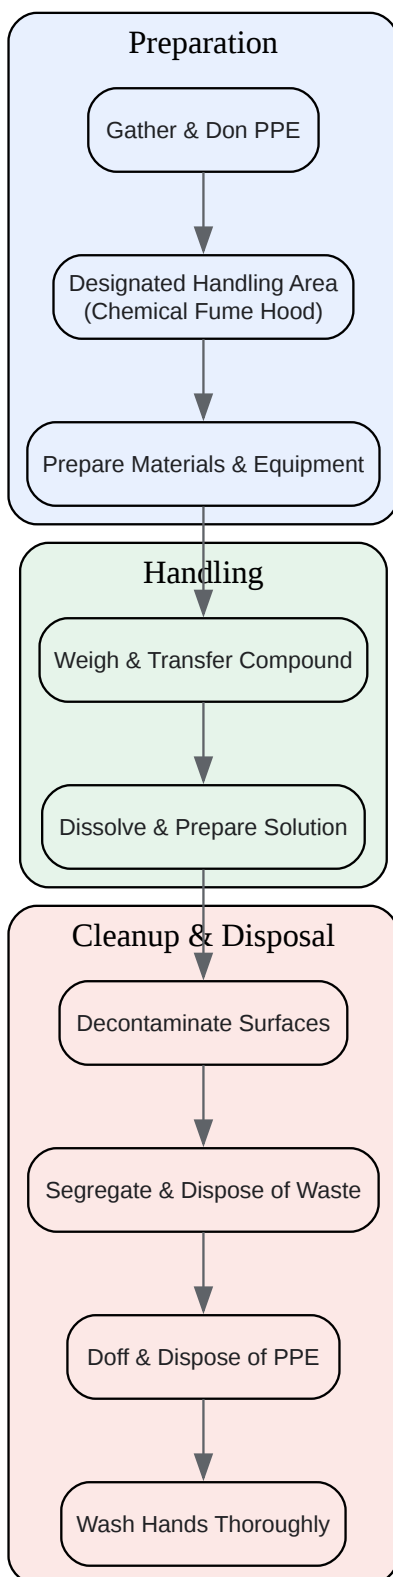 Preparation
Gather & Don PPE
Designated Handling Area
(Chemical Fume Hood)
Prepare Materials & Equipment
Handling
Weigh & Transfer Compound
Dissolve & Prepare Solution
Cleanup & Disposal
Decontaminate Surfaces
Segregate & Dispose of Waste
Doff & Dispose of PPE
Wash Hands Thoroughly